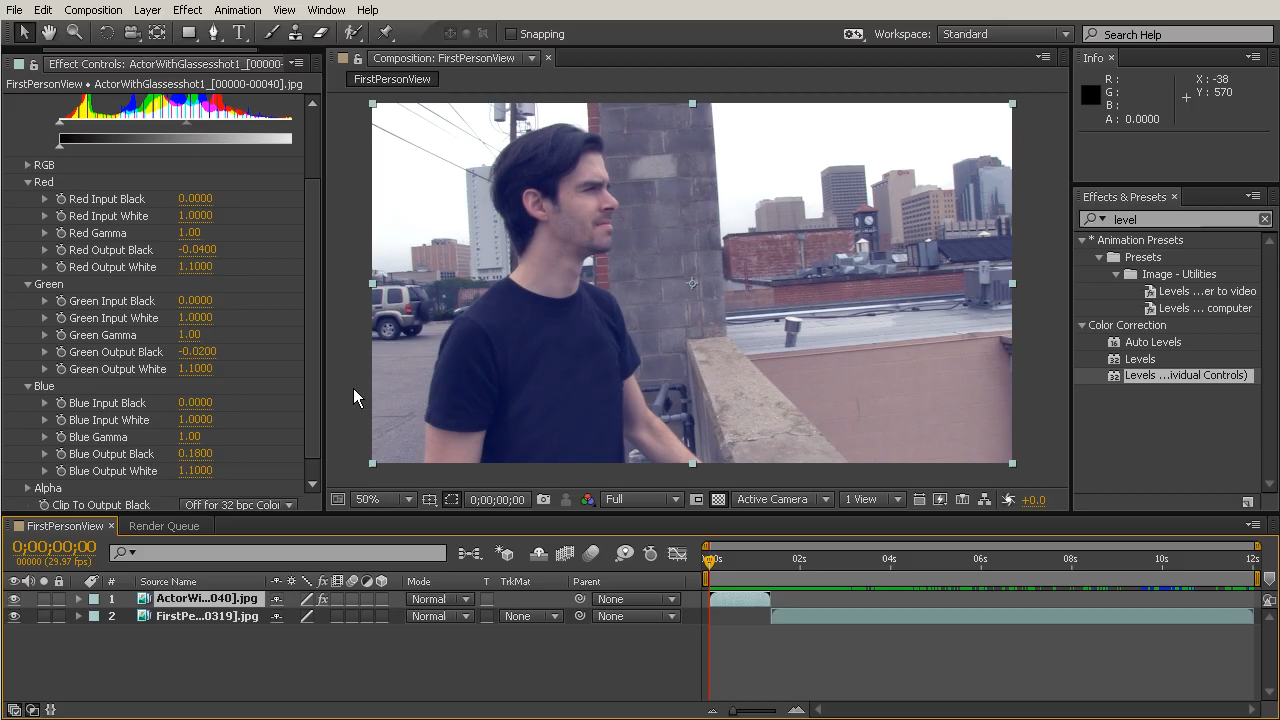 File Edit Composition Layer Effect Animation View Window Help
Snapping
Workspace: Standard
Search Help
Effect Controls: ActorWithGlassesshot1_[00000-
FirstPersonView • ActorWithGlassesshot1_[00000-00040].jpg
RGB
Red
Red Input Black 0.0000
Red Input White 1.0000
Red Gamma 1.00
Red Output Black -0.0400
Red Output White 1.1000
Green
Green Input Black 0.0000
Green Input White 1.0000
Green Gamma 1.00
Green Output Black -0.0200
Green Output White 1.1000
Blue
Blue Input Black 0.0000
Blue Input White 1.0000
Blue Gamma 1.00
Blue Output Black 0.1800
Blue Output White 1.1000
Alpha
Clip To Output Black Off for 32 bpc Color
Composition: FirstPersonView
FirstPersonView
50% 0;00;00;00 Full Active Camera 1 View +0.0
Info
R : X : -38
G : Y : 570
B :
A : 0.0000
Effects & Presets
level
* Animation Presets
Presets
Image - Utilities
Levels ...er to video
Levels ... computer
Color Correction
16 Auto Levels
32 Levels
32 Levels ...ividual Controls)
FirstPersonView Render Queue
0;00;00;00
00000 (29.97 fps)
0s 02s 04s 06s 08s 10s 12s
# Source Name fx Mode T TrkMat Parent
1 ActorWi...040].jpg fx Normal None
2 FirstPe...0319].jpg Normal None None